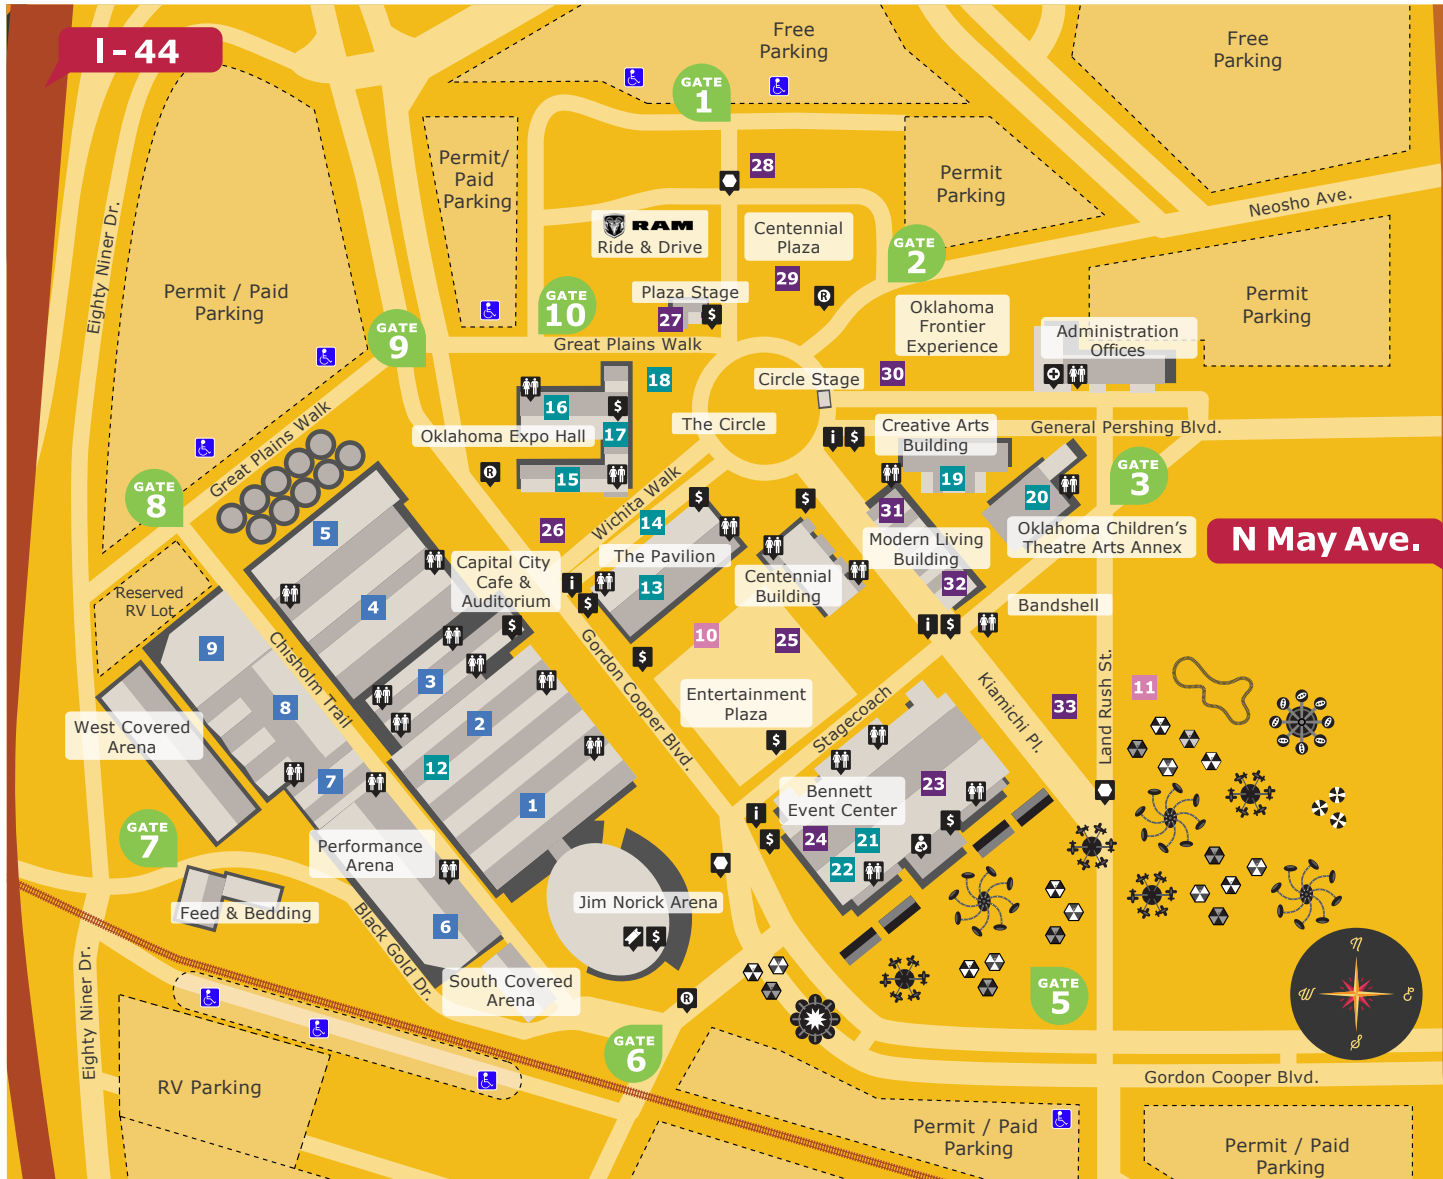 I-44
Free
Parking
Free
Parking
GATE
1
28
Permit/
Paid
Parking
Permit
Parking
Neosho Ave.
Eighty Niner Dr.
RAM
Ride & Drive
Centennial
Plaza
GATE
2
29
R
Permit / Paid
Parking
GATE
10
Plaza Stage
27
$
Oklahoma
Frontier
Experience
Permit
Parking
Administration
Offices
GATE
9
Great Plains Walk
18
Circle Stage
30
16
$
17
Oklahoma Expo Hall
The Circle
i
$
Creative Arts
Building
General Pershing Blvd.
Great Plains Walk
R
15
Wichita Walk
19
20
GATE
3
GATE
8
5
26
14
$
$
31
Modern Living
Building
Oklahoma Children's
Theatre Arts Annex
N May Ave.
The Pavilion
Capital City
Cafe &
Auditorium
i
$
13
Centennial
Building
32
Reserved
RV Lot
4
$
Bandshell
i
$
9
Chisholm Trail
3
10
25
$
Gordon Cooper Blvd.
Entertainment
Plaza
Stagecoach
Kiamichi Pl.
33
Land Rush St.
11
8
2
West Covered
Arena
12
7
1
$
Bennett
Event Center
23
i
$
24
21
$
22
GATE
7
Performance
Arena
Feed & Bedding
6
Jim Norick Arena
$
Black Gold Dr.
South Covered
Arena
R
GATE
5
N
W
E
S
Eighty Niner Dr.
GATE
6
RV Parking
Gordon Cooper Blvd.
Permit / Paid
Parking
Permit / Paid
Parking